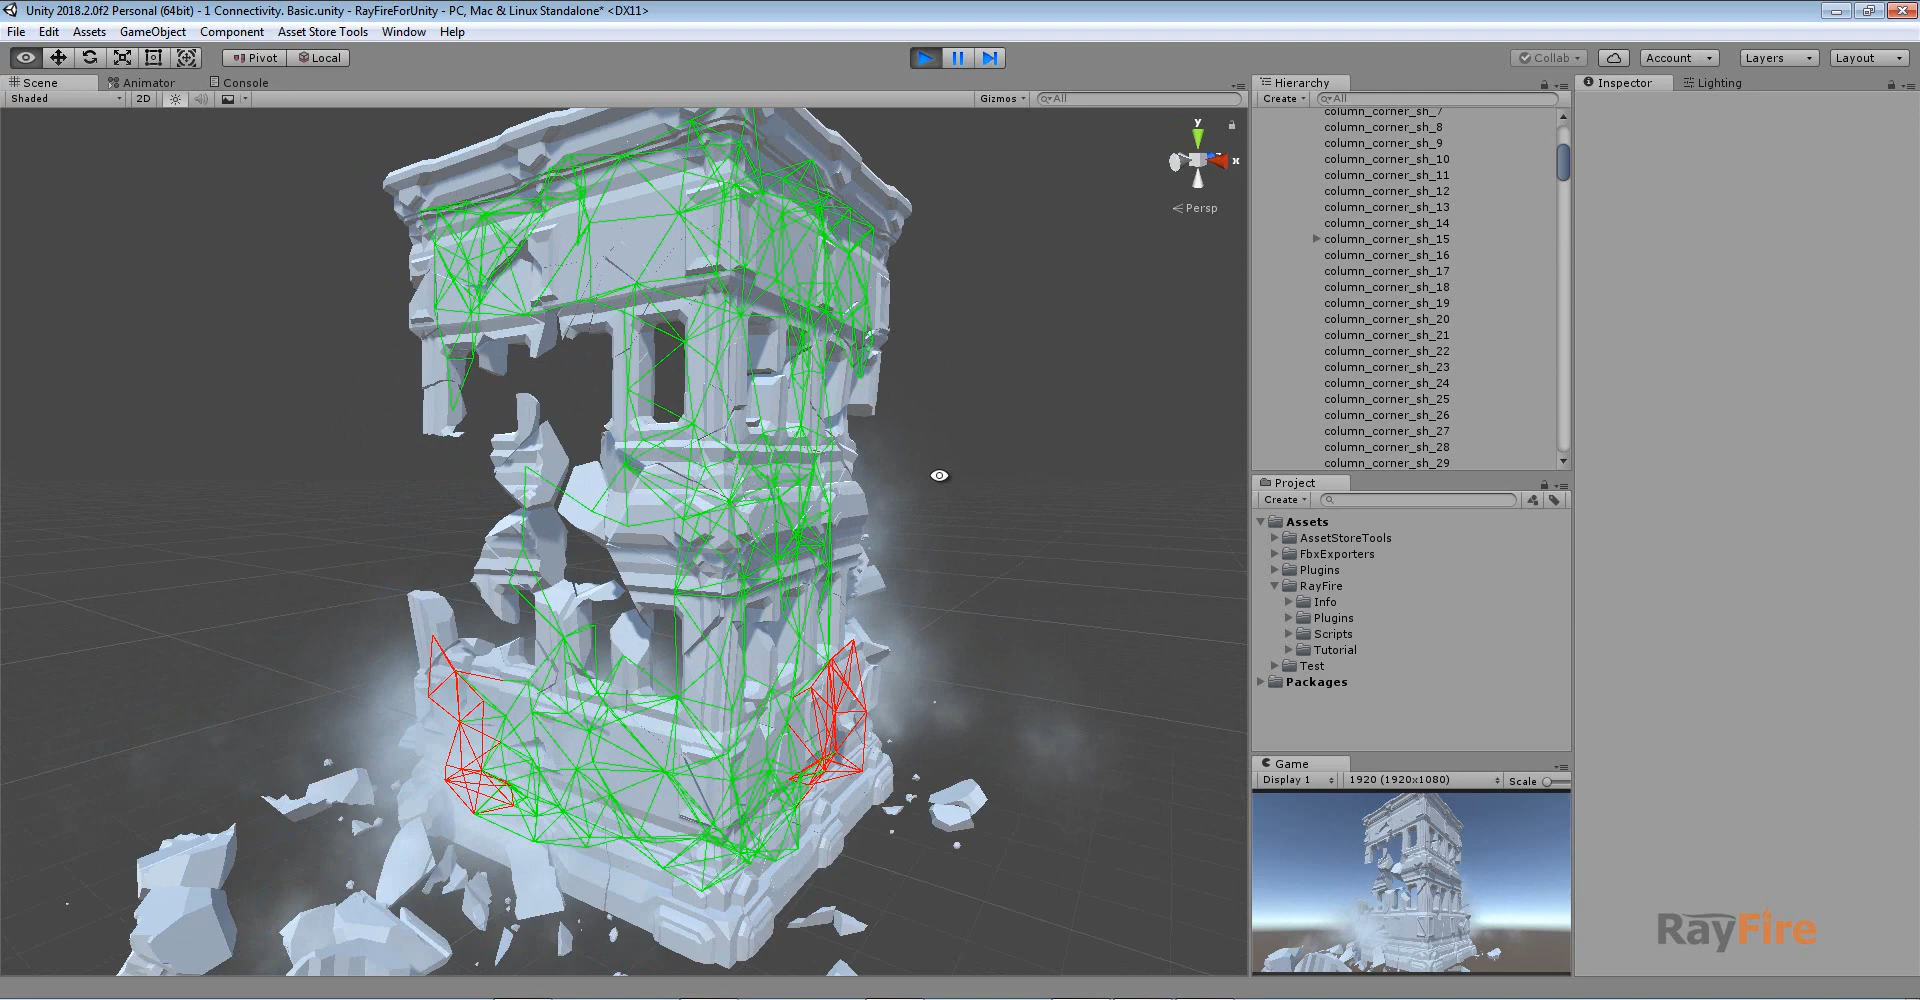 Unity 2018.2.0f2 Personal (64bit) - 1 Connectivity. Basic.unity - RayFireForUnity - PC, Mac & Linux Standalone* <DX11>
File Edit Assets GameObject Component Asset Store Tools Window Help
Pivot Local Collab Account Layers Layout
Scene Animator Console
Shaded 2D Gizmos All
y
x
Persp
Hierarchy
Create All
column_corner_sh_7
column_corner_sh_8
column_corner_sh_9
column_corner_sh_10
column_corner_sh_11
column_corner_sh_12
column_corner_sh_13
column_corner_sh_14
column_corner_sh_15
column_corner_sh_16
column_corner_sh_17
column_corner_sh_18
column_corner_sh_19
column_corner_sh_20
column_corner_sh_21
column_corner_sh_22
column_corner_sh_23
column_corner_sh_24
column_corner_sh_25
column_corner_sh_26
column_corner_sh_27
column_corner_sh_28
column_corner_sh_29
Project
Create
Assets
AssetStoreTools
FbxExporters
Plugins
RayFire
Info
Plugins
Scripts
Tutorial
Test
Packages
Game
Display 1 1920 (1920x1080) Scale
Inspector Lighting
RayFire